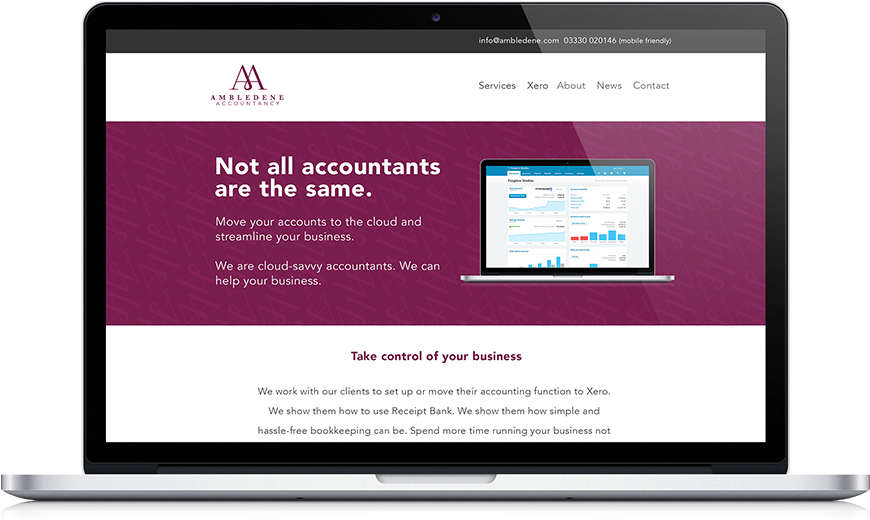 info@ambledene.com 03330 020146 (mobile friendly)
AMBLEDENE
ACCOUNTANCY
Services Xero About News Contact
Not all accountants
are the same.
Move your accounts to the cloud and
streamline your business.
We are cloud-savvy accountants. We can
help your business.
Take control of your business
We work with our clients to set up or move their accounting function to Xero.
We show them how to use Receipt Bank. We show them how simple and
hassle-free bookkeeping can be. Spend more time running your business not